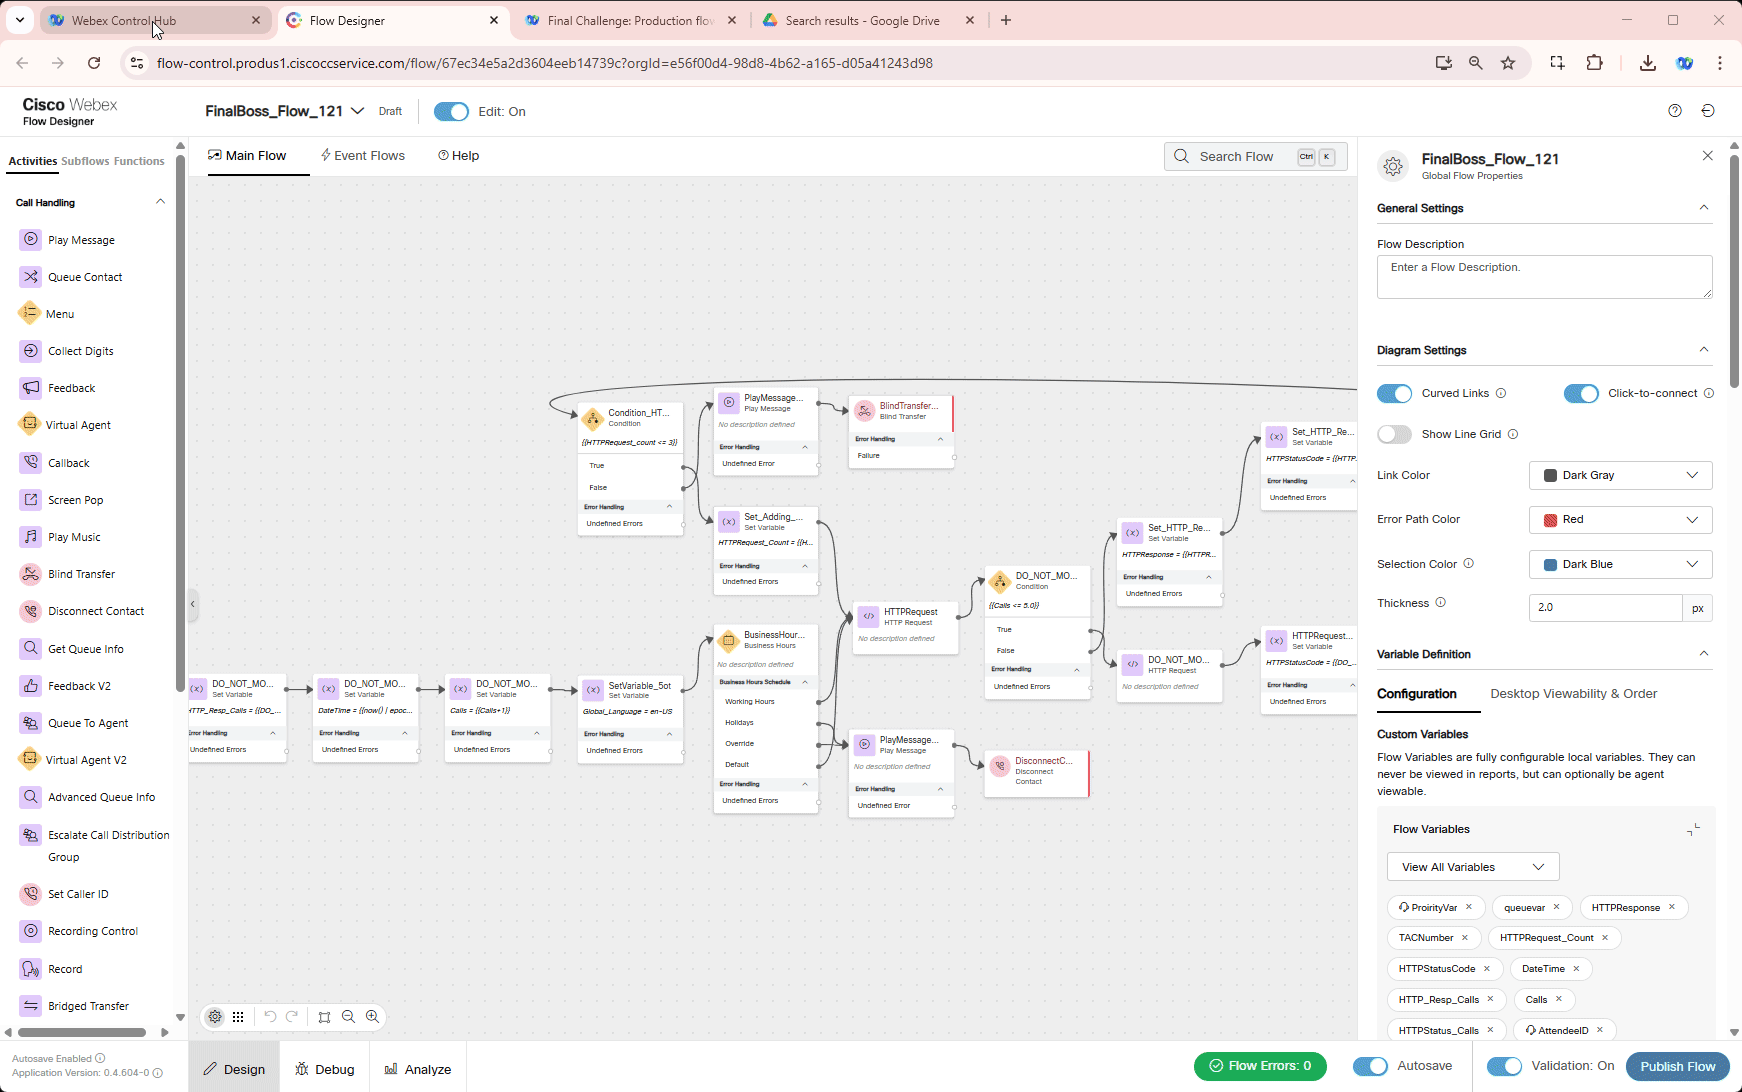 Webex Control Hub
Flow Designer
Final Challenge: Production flow
Search results - Google Drive
flow-control.produs1.ciscoccservice.com/flow/67ec34e5a2d3604eeb14739c?orgId=e56f00d4-98d8-4b62-a165-d05a41243d98
Cisco Webex
Flow Designer
FinalBoss_Flow_121
Draft
Edit: On
Activities
Subflows
Functions
Main Flow
Event Flows
Help
Search Flow
Ctrl
K
Call Handling
Play Message
Queue Contact
Menu
Collect Digits
Feedback
Virtual Agent
Callback
Screen Pop
Play Music
Blind Transfer
Disconnect Contact
Get Queue Info
Feedback V2
Queue To Agent
Virtual Agent V2
Advanced Queue Info
Escalate Call Distribution
Group
Set Caller ID
Recording Control
Record
Bridged Transfer
Autosave Enabled
Application Version: 0.4.604-0
DO_NOT_MO...
Set Variable
HTTP_Resp_Calls = {{DO_...
Error Handling
Undefined Errors
DO_NOT_MO...
Set Variable
DateTime = {{now() | epoc...
Error Handling
Undefined Errors
DO_NOT_MO...
Set Variable
Calls = {{Calls+1}}
Error Handling
Undefined Errors
SetVariable_5ot
Set Variable
Global_Language = en-US
Error Handling
Undefined Errors
Condition_HT...
Condition
{{HTTPRequest_count <= 3}}
True
False
Error Handling
Undefined Errors
PlayMessage...
Play Message
No description defined
Error Handling
Undefined Error
BlindTransfer...
Blind Transfer
Error Handling
Failure
Set_Adding_...
Set Variable
HTTPRequest_Count = {{H...
Error Handling
Undefined Errors
BusinessHour...
Business Hours
No description defined
Business Hours Schedule
Working Hours
Holidays
Override
Default
Error Handling
Undefined Errors
HTTPRequest
HTTP Request
No description defined
PlayMessage...
Play Message
No description defined
Error Handling
Undefined Error
DisconnectC...
Disconnect
Contact
DO_NOT_MO...
Condition
{{Calls <= 5.0}}
True
False
Error Handling
Undefined Errors
Set_HTTP_Re...
Set Variable
HTTPResponse = {{HTTPR...
Error Handling
Undefined Errors
DO_NOT_MO...
HTTP Request
No description defined
Set_HTTP_Re...
Set Variable
HTTPStatusCode = {{HTTP...
Error Handling
Undefined Errors
HTTPRequest...
Set Variable
HTTPStatusCode = {{DO_...
Error Handling
Undefined Errors
FinalBoss_Flow_121
Global Flow Properties
General Settings
Flow Description
Enter a Flow Description.
Diagram Settings
Curved Links
Click-to-connect
Show Line Grid
Link Color
Dark Gray
Error Path Color
Red
Selection Color
Dark Blue
Thickness
2.0
px
Variable Definition
Configuration
Desktop Viewability & Order
Custom Variables
Flow Variables are fully configurable local variables. They can
never be viewed in reports, but can optionally be agent
viewable.
Flow Variables
View All Variables
ProirityVar
queuevar
HTTPResponse
TACNumber
HTTPRequest_Count
HTTPStatusCode
DateTime
HTTP_Resp_Calls
Calls
HTTPStatus_Calls
AttendeeID
Design
Debug
Analyze
Flow Errors: 0
Autosave
Validation: On
Publish Flow